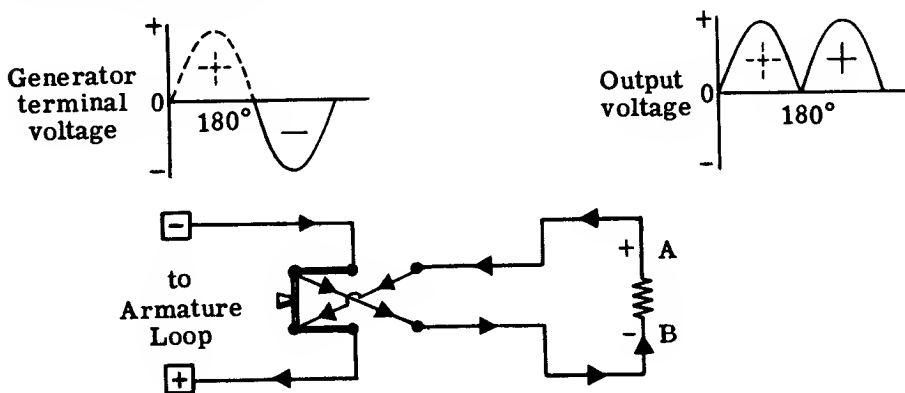 +
Generator
terminal
voltage
0
180°
+
−
−
+
Output
voltage
0
180°
+
+
−
−
to
Armature
Loop
+
+
A
−
B